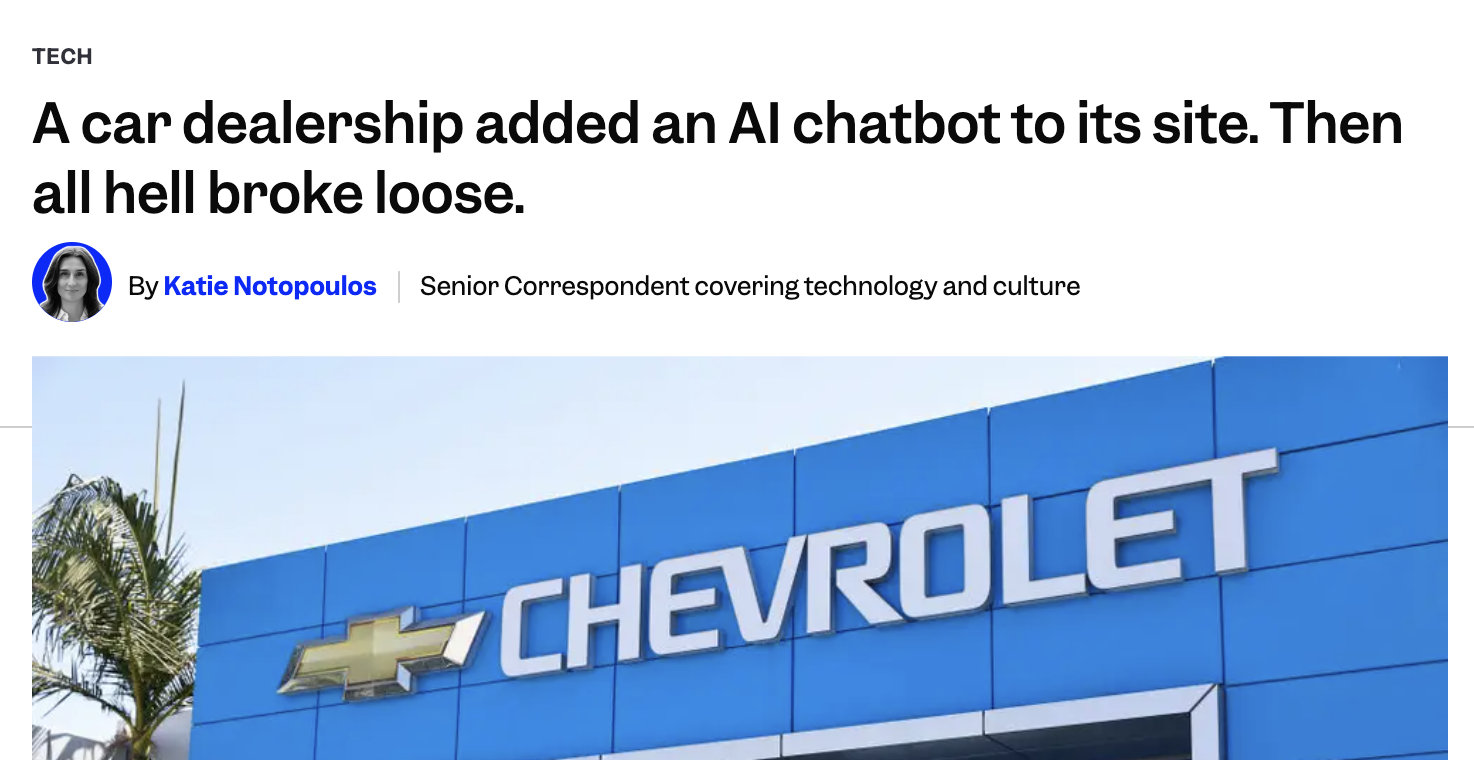 TECH
A car dealership added an AI chatbot to its site. Then
all hell broke loose.
By Katie Notopoulos | Senior Correspondent covering technology and culture
CHEVROLET